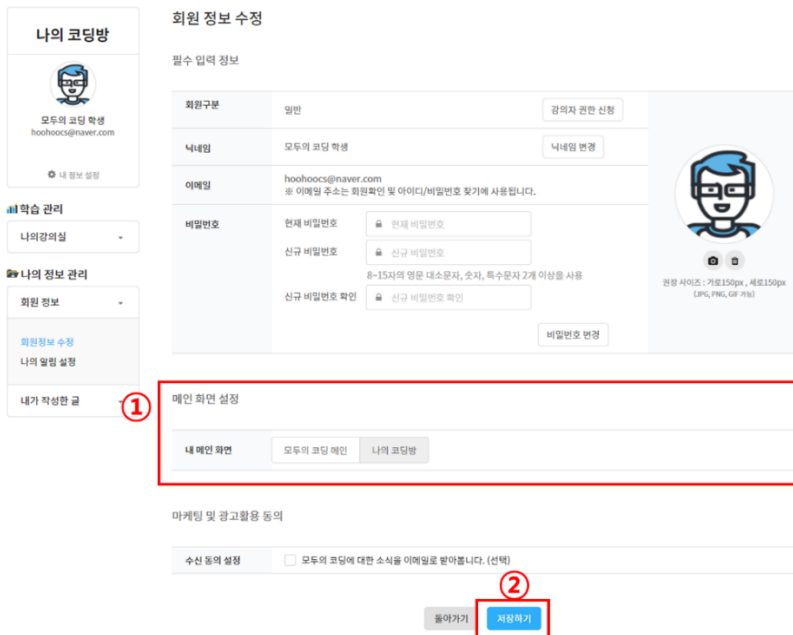 나의 코딩방
모두의 코딩 학생
hoohoocs@naver.com
내 정보 설정
학습 관리
나의강의실
나의 정보 관리
회원 정보
회원정보 수정
나의 알림 설정
내가 작성한 글
회원 정보 수정
필수 입력 정보
회원구분 일반 강의자 권한 신청
닉네임 모두의 코딩 학생 닉네임 변경
이메일 hoohoocs@naver.com
※ 이메일 주소는 회원확인 및 아이디/비밀번호 찾기에 사용됩니다.
비밀번호 현재 비밀번호 현재 비밀번호
신규 비밀번호 신규 비밀번호
8~15자의 영문 대소문자, 숫자, 특수문자 2개 이상을 사용
신규 비밀번호 확인 신규 비밀번호 확인
비밀번호 변경
권장 사이즈 : 가로150px , 세로150px
(JPG, PNG, GIF 가능)
①
메인 화면 설정
내 메인 화면 모두의 코딩 메인 나의 코딩방
마케팅 및 광고활용 동의
수신 동의 설정 모두의 코딩에 대한 소식을 이메일로 받아봅니다. (선택)
②
돌아가기 저장하기